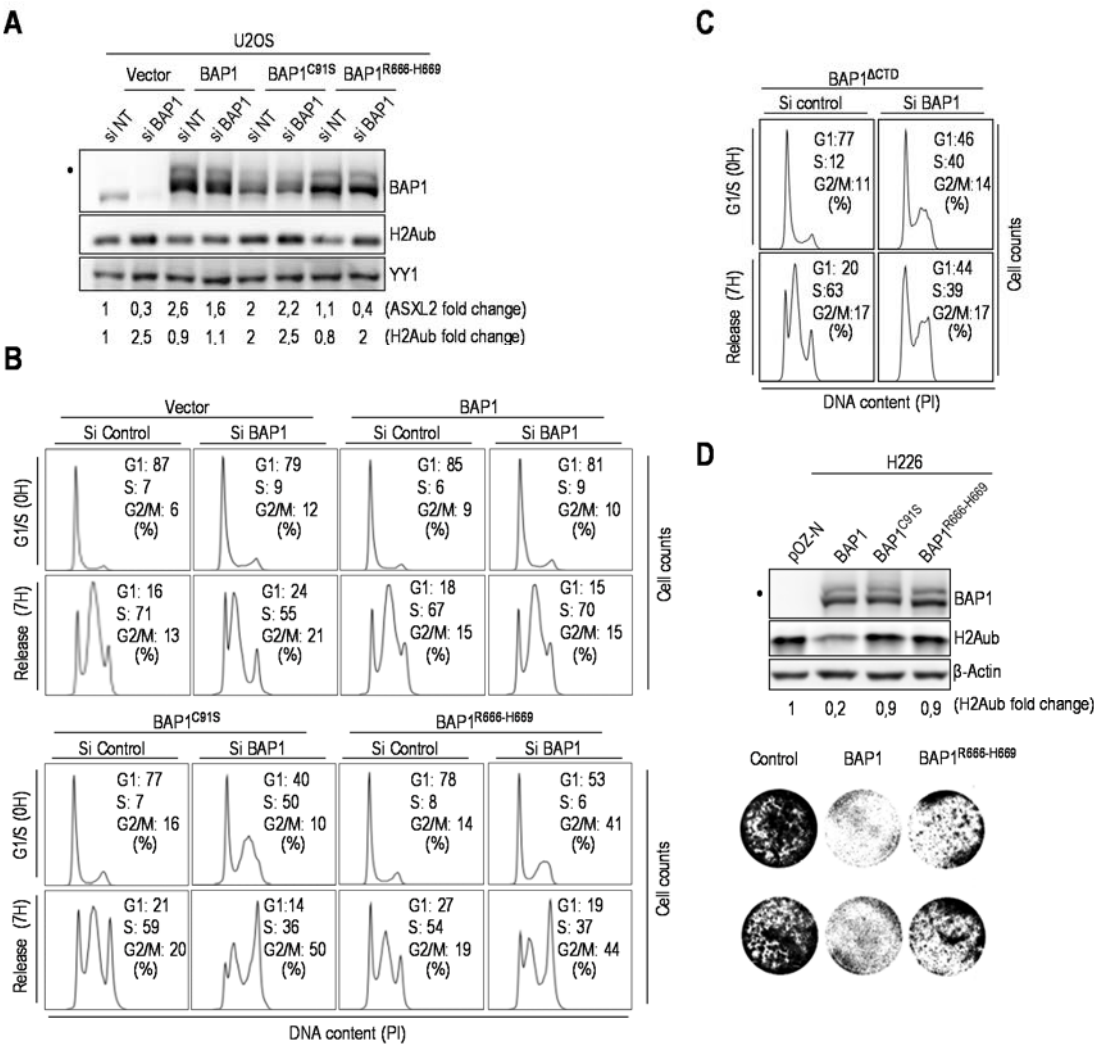 A
U2OS
Vector BAP1 BAP1C91S BAP1R666-H669
si NT si BAP1 si NT si BAP1 si NT si BAP1 si NT si BAP1
BAP1
H2Aub
YY1
1 0,3 2,6 1,6 2 2,2 1,1 0,4 (ASXL2 fold change)
1 2,5 0,9 1,1 2 2,5 0,8 2 (H2Aub fold change)
B
Vector BAP1
Si Control Si BAP1 Si Control Si BAP1
G1/S (0H)
G1: 87
S: 7
G2/M: 6
(%)
G1: 79
S: 9
G2/M: 12
(%)
G1: 85
S: 6
G2/M: 9
(%)
G1: 81
S: 9
G2/M: 10
(%)
Release (7H)
G1: 16
S: 71
G2/M: 13
(%)
G1: 24
S: 55
G2/M: 21
(%)
G1: 18
S: 67
G2/M: 15
(%)
G1: 15
S: 70
G2/M: 15
(%)
Cell counts
BAP1C91S BAP1R666-H669
Si Control Si BAP1 Si Control Si BAP1
G1/S (0H)
G1: 77
S: 7
G2/M: 16
(%)
G1: 40
S: 50
G2/M: 10
(%)
G1: 78
S: 8
G2/M: 14
(%)
G1: 53
S: 6
G2/M: 41
(%)
Release (7H)
G1: 21
S: 59
G2/M: 20
(%)
G1:14
S: 36
G2/M: 50
(%)
G1: 27
S: 54
G2/M: 19
(%)
G1: 19
S: 37
G2/M: 44
(%)
Cell counts
DNA content (PI)
C
BAP1ΔCTD
Si control Si BAP1
G1/S (0H)
G1:77
S:12
G2/M:11
(%)
G1:46
S:40
G2/M:14
(%)
Release (7H)
G1: 20
S:63
G2/M:17
(%)
G1:44
S:39
G2/M:17
(%)
Cell counts
DNA content (PI)
D
H226
pOZ-N BAP1 BAP1C91S BAP1R666-H669
BAP1
H2Aub
β-Actin
1 0,2 0,9 0,9 (H2Aub fold change)
Control BAP1 BAP1R666-H669